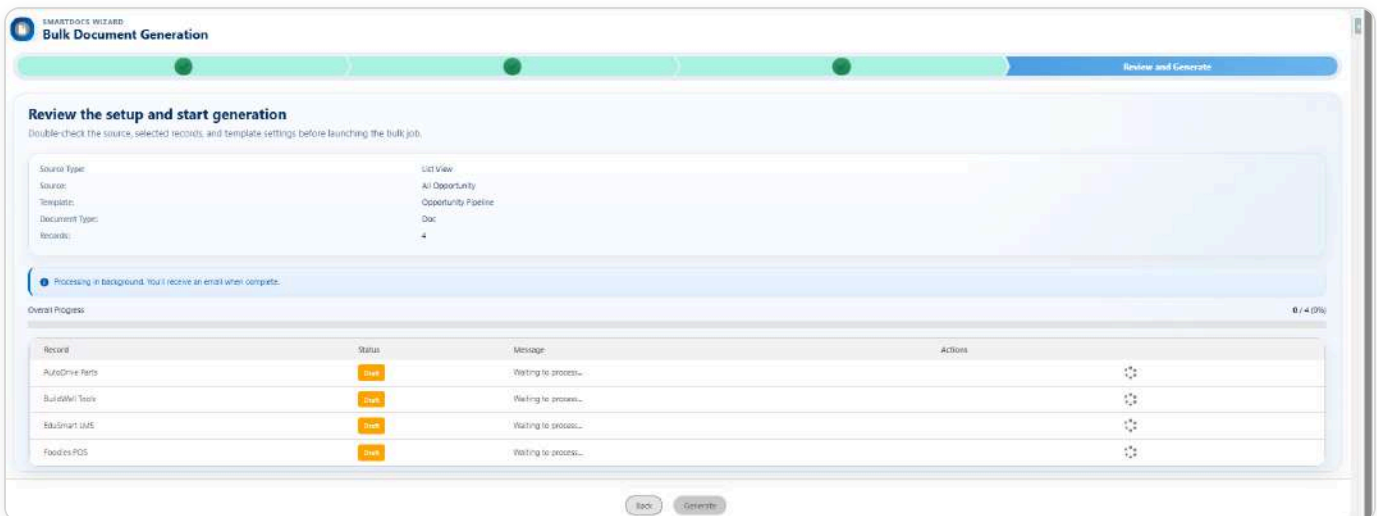 SMARTDOCS WIZARD
Bulk Document Generation
Review and Generate
Review the setup and start generation
Double-check the source, selected records, and template settings before launching the bulk job.
Source Type: List View
Source: All Opportunity
Template: Opportunity Pipeline
Document Type: Doc
Records: 4
Processing in background. You'll receive an email when complete.
Overall Progress 0 / 4 (0%)
Record Status Message Actions
AutoDrive Parts Draft Waiting to process...
BuildWell Tools Draft Waiting to process...
EduSmart LMS Draft Waiting to process...
Foodies POS Draft Waiting to process...
Back Generate